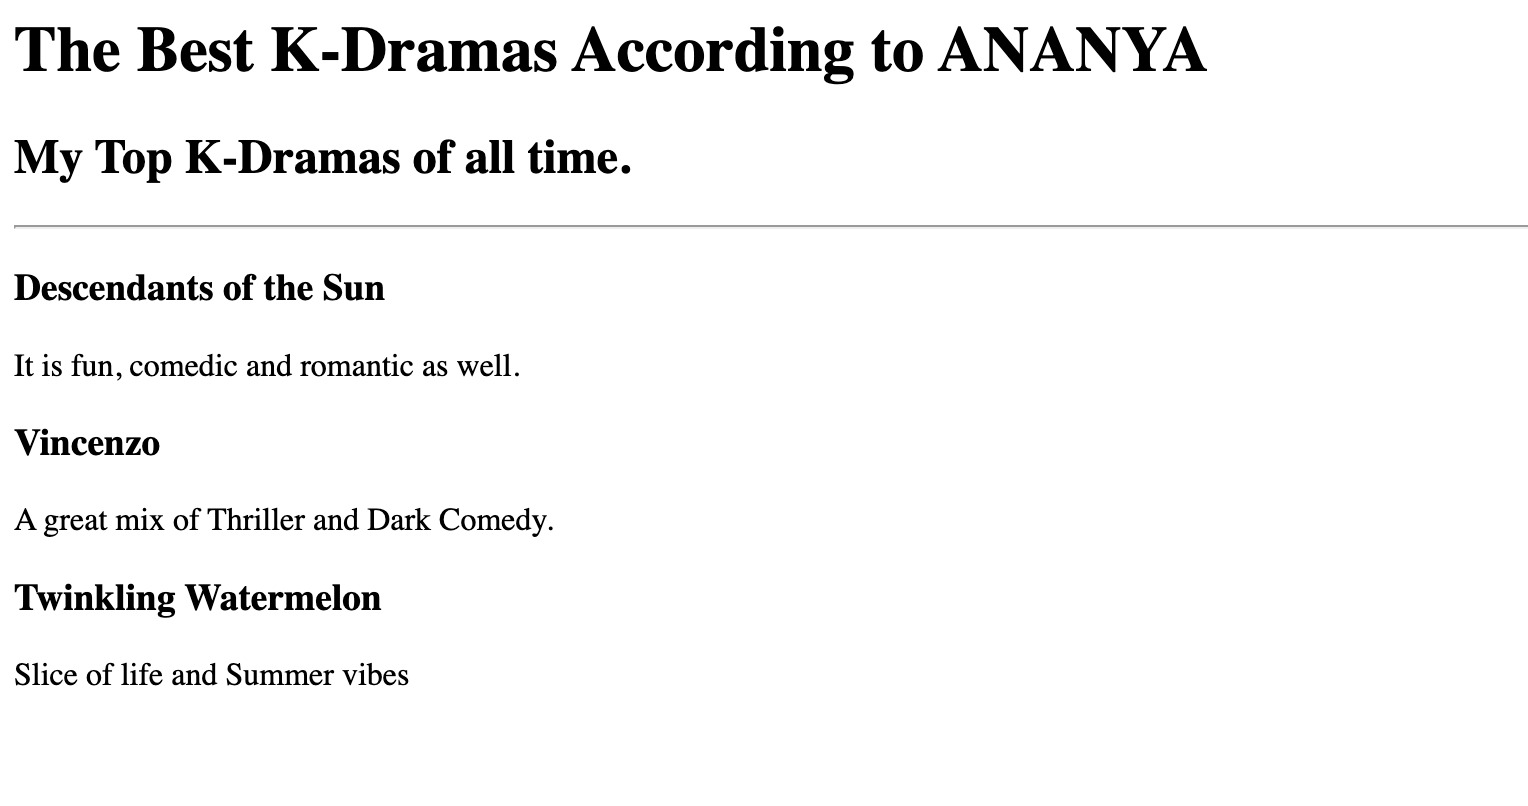 The Best K-Dramas According to ANANYA
My Top K-Dramas of all time.
Descendants of the Sun
It is fun, comedic and romantic as well.
Vincenzo
A great mix of Thriller and Dark Comedy.
Twinkling Watermelon
Slice of life and Summer vibes